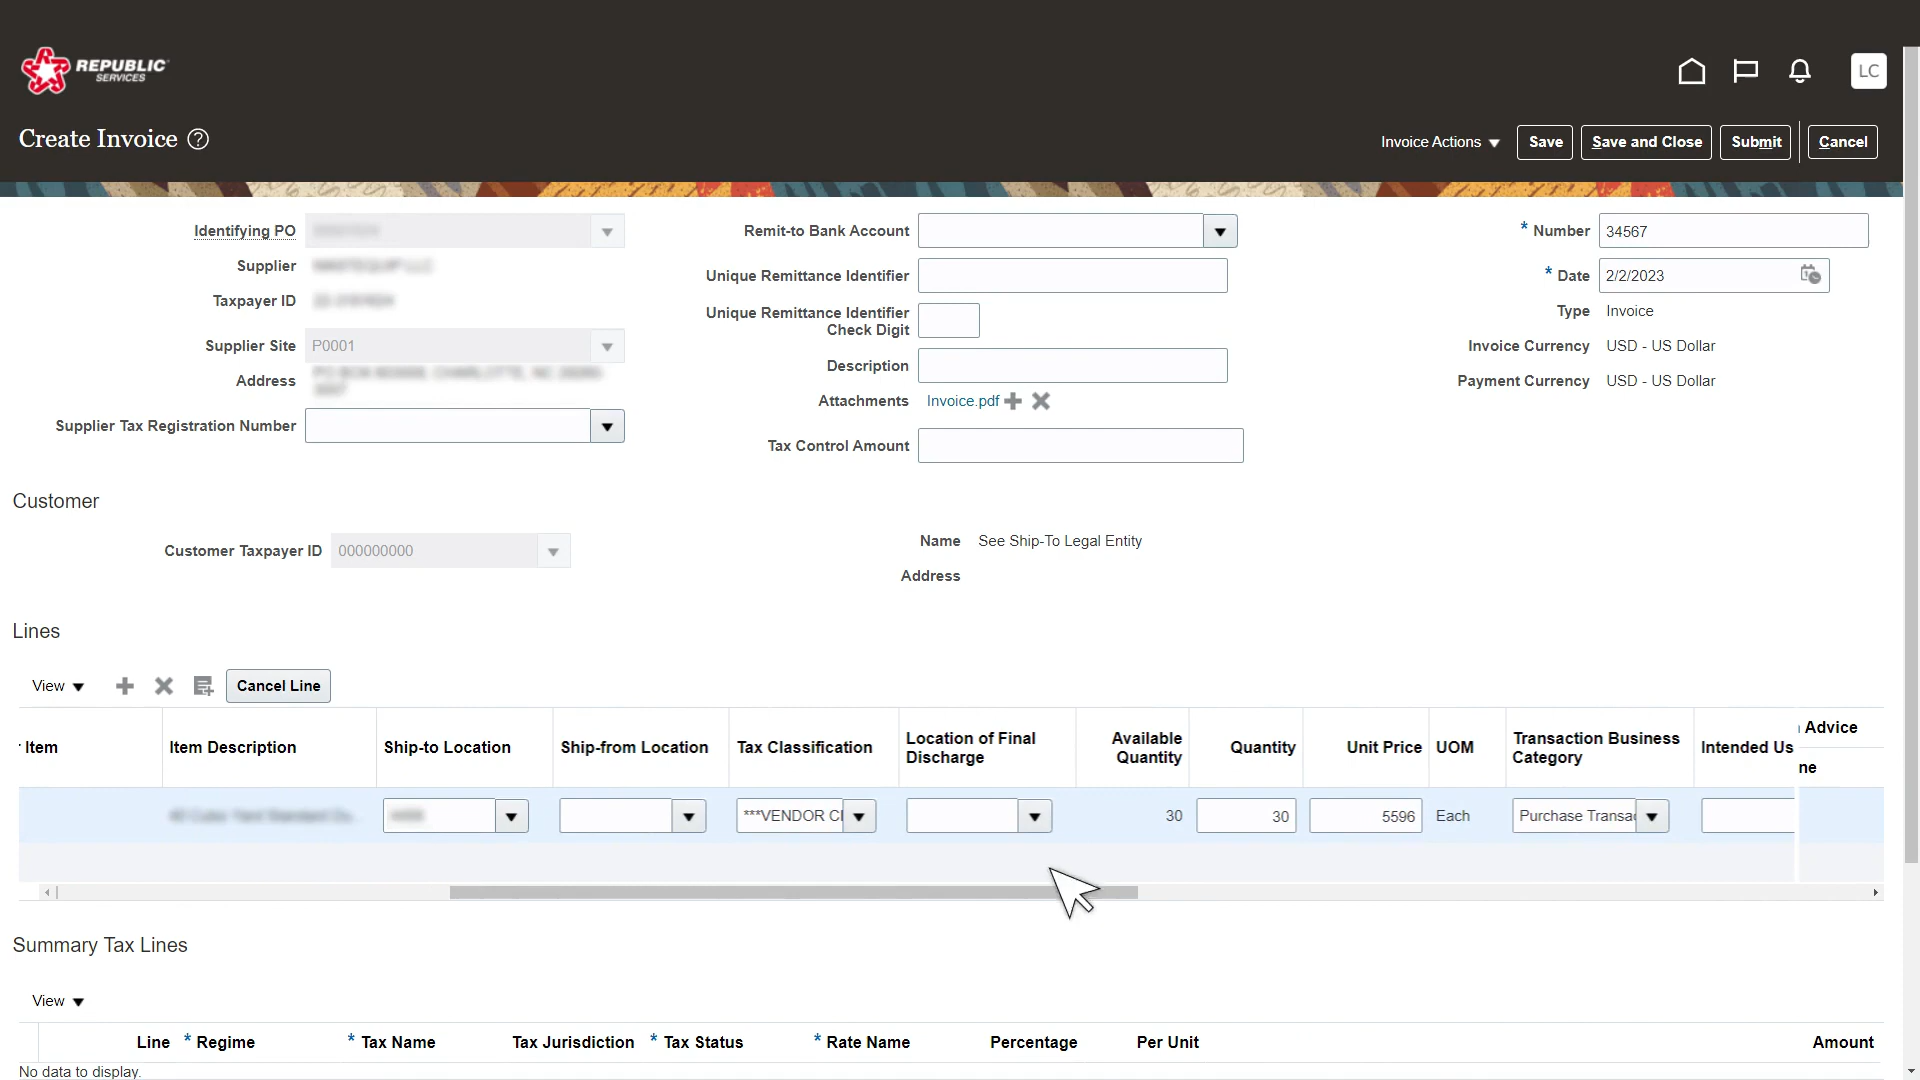 REPUBLIC
SERVICES
LC
Create Invoice ?
Invoice Actions
Save
Save and Close
Submit
Cancel
Identifying PO
Supplier
Taxpayer ID
Supplier Site P0001
Address
Supplier Tax Registration Number
Remit-to Bank Account
Unique Remittance Identifier
Unique Remittance Identifier
Check Digit
Description
Attachments Invoice.pdf
Tax Control Amount
* Number 34567
* Date 2/2/2023
Type Invoice
Invoice Currency USD - US Dollar
Payment Currency USD - US Dollar
Customer
Customer Taxpayer ID 000000000
Name See Ship-To Legal Entity
Address
Lines
View
Cancel Line
Item
Item Description
Ship-to Location
Ship-from Location
Tax Classification
Location of Final
Discharge
Available
Quantity
Quantity
Unit Price
UOM
Transaction Business
Category
Intended Us
Advice
ne
***VENDOR Cl
30
30
5596
Each
Purchase Transac
Summary Tax Lines
View
Line
* Regime
* Tax Name
Tax Jurisdiction
* Tax Status
* Rate Name
Percentage
Per Unit
Amount
No data to display.